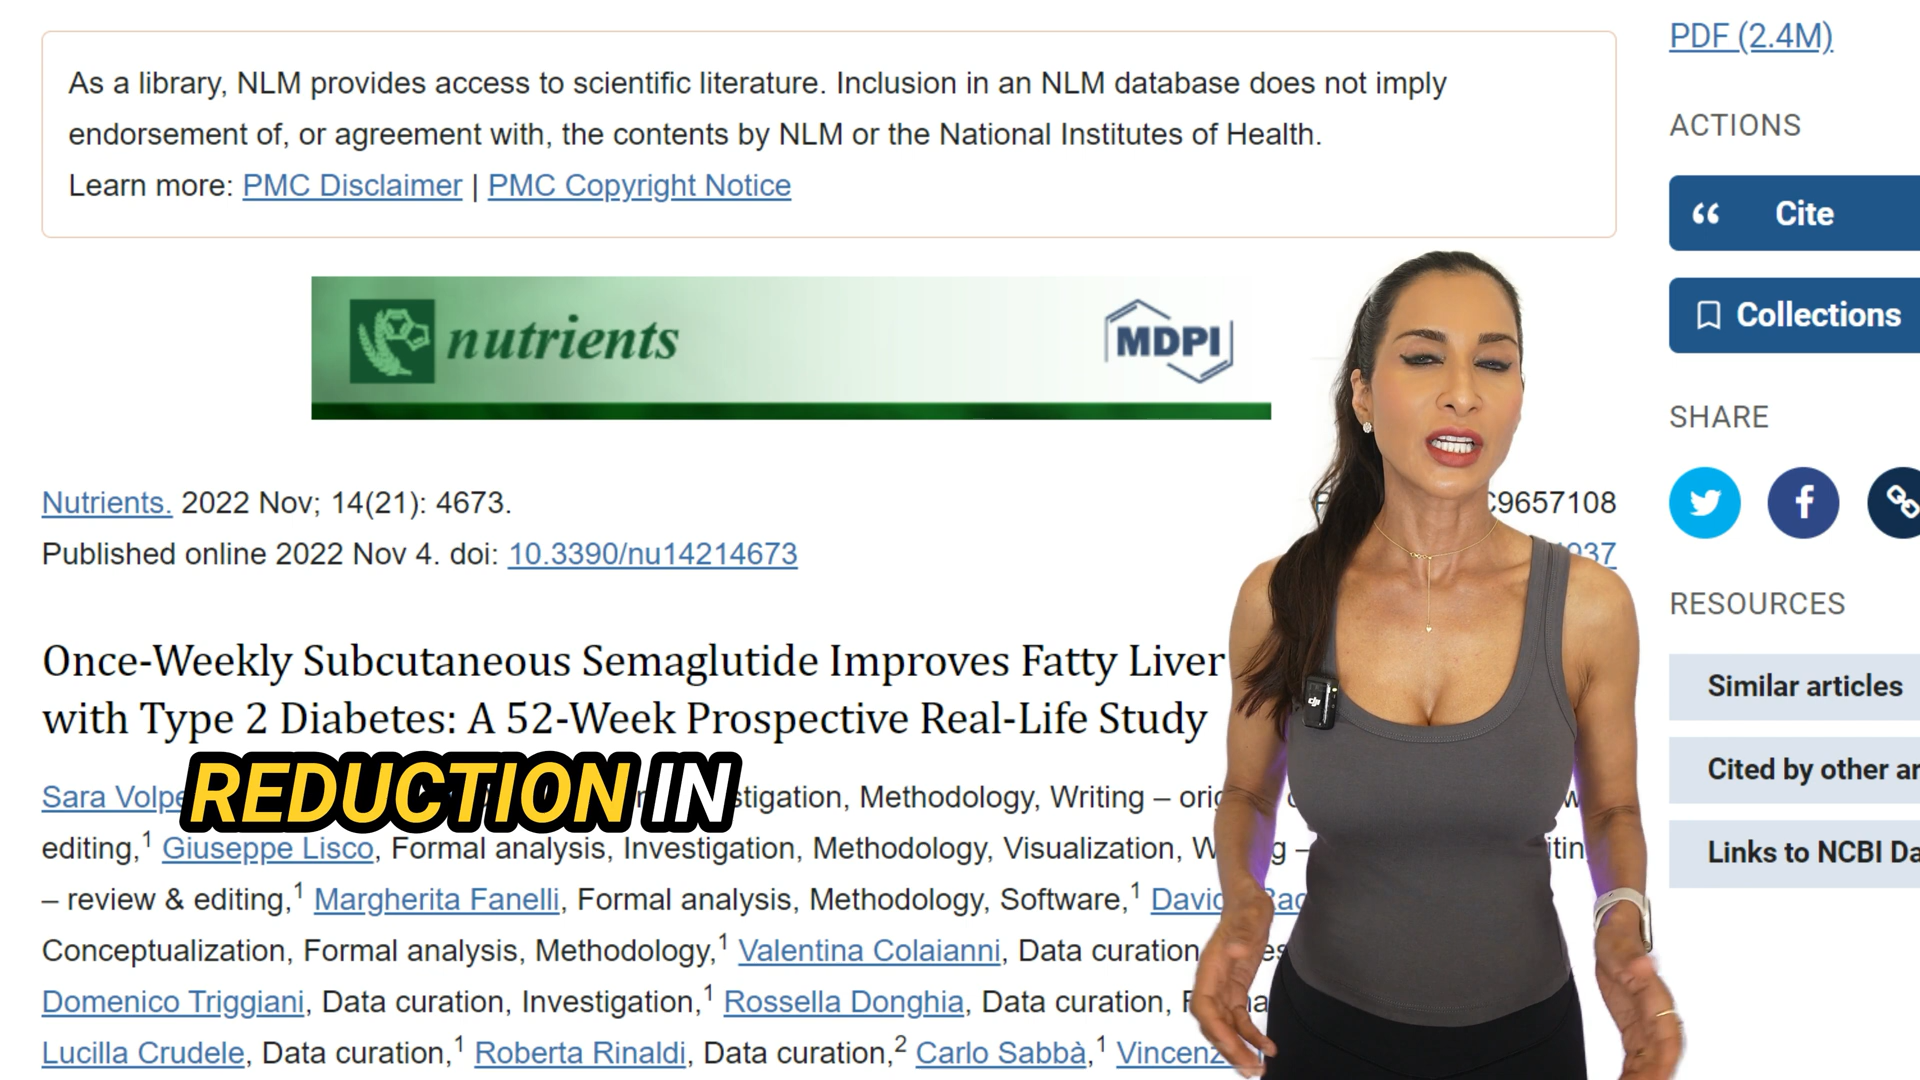 As a library, NLM provides access to scientific literature. Inclusion in an NLM database does not imply
endorsement of, or agreement with, the contents by NLM or the National Institutes of Health.
Learn more: PMC Disclaimer | PMC Copyright Notice
nutrients
MDPI
Nutrients. 2022 Nov; 14(21): 4673.
C9657108
Published online 2022 Nov 4. doi: 10.3390/nu14214673
937
Once-Weekly Subcutaneous Semaglutide Improves Fatty Liver
with Type 2 Diabetes: A 52-Week Prospective Real-Life Study
REDUCTION IN
Sara Volpe stigation, Methodology, Writing –
editing,1 Giuseppe Lisco, Formal analysis, Investigation, Methodology, Visualization,
– review & editing,1 Margherita Fanelli, Formal analysis, Methodology, Software,1
Conceptualization, Formal analysis, Methodology,1 Valentina Colaianni, Data curation
Domenico Triggiani, Data curation, Investigation,1 Rossella Donghia, Data curation,
Lucilla Crudele, Data curation,1 Roberta Rinaldi, Data curation,2 Carlo Sabbà,1
PDF (2.4M)
ACTIONS
Cite
Collections
SHARE
RESOURCES
Similar articles
Cited by other ar
Links to NCBI Da